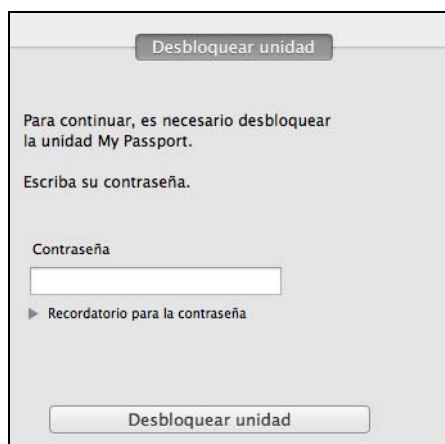 Desbloquear unidad
Para continuar, es necesario desbloquear
la unidad My Passport.
Escriba su contraseña.
Contraseña
Recordatorio para la contraseña
Desbloquear unidad